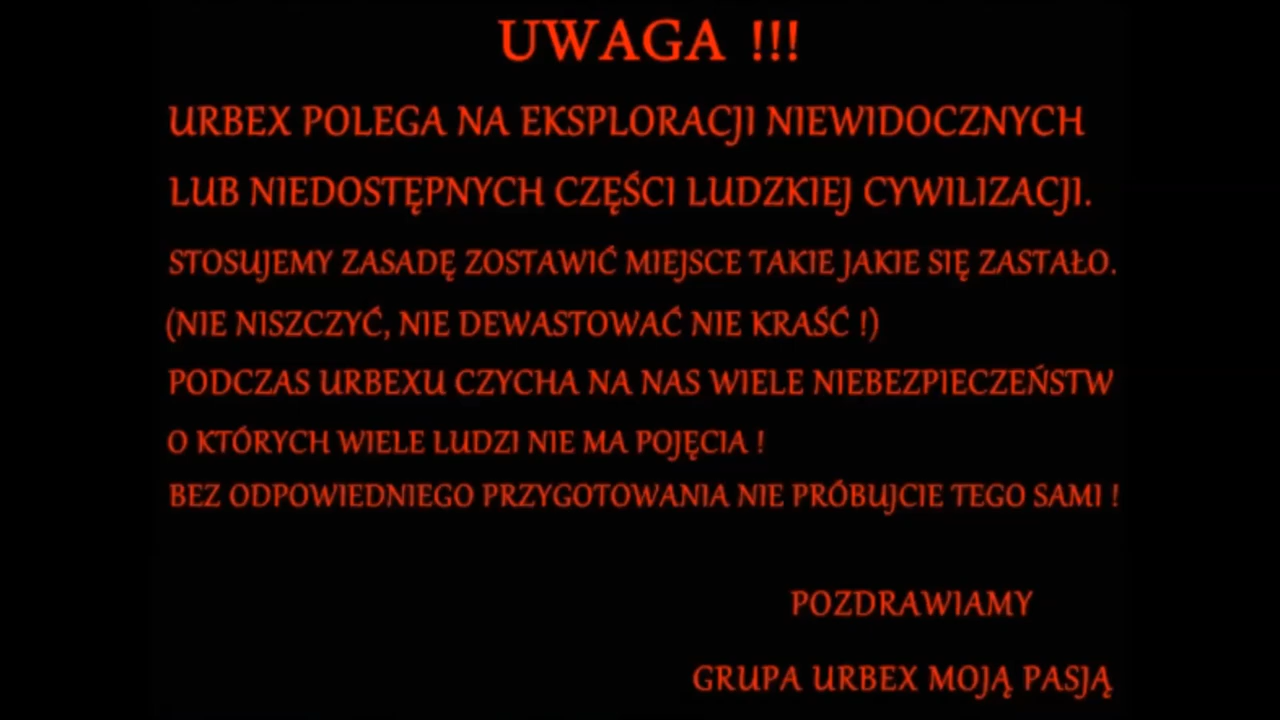 UWAGA !!!
URBEX POLEGA NA EKSPLORACJI NIEWIDOCZNYCH
LUB NIEDOSTĘPNYCH CZĘŚCI LUDZKIEJ CYWILIZACJI.
STOSUJEMY ZASADĘ ZOSTAWIĆ MIEJSCE TAKIE JAKIE SIĘ ZASTAŁO.
(NIE NISZCZYĆ, NIE DEWASTOWAĆ NIE KRAŚĆ !)
PODCZAS URBEXU CZYCHA NA NAS WIELE NIEBEZPIECZEŃSTW
O KTÓRYCH WIELE LUDZI NIE MA POJĘCIA !
BEZ ODPOWIEDNIEGO PRZYGOTOWANIA NIE PRÓBUJCIE TEGO SAMI !
POZDRAWIAMY
GRUPA URBEX MOJĄ PASJĄ